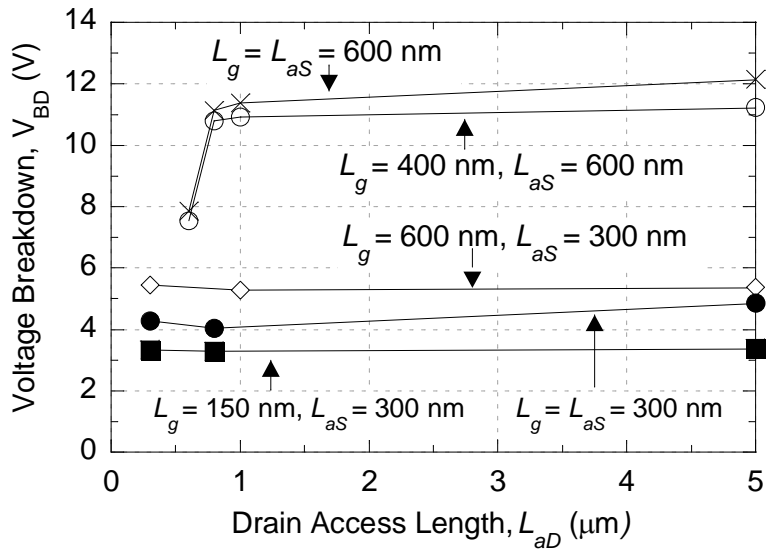 Voltage Breakdown, V_BD (V)
14
12
10
8
6
4
2
0
L_g = L_aS = 600 nm
L_g = 400 nm, L_aS = 600 nm
L_g = 600 nm, L_aS = 300 nm
L_g = 150 nm, L_aS = 300 nm
L_g = L_aS = 300 nm
0 1 2 3 4 5
Drain Access Length, L_aD (μm)